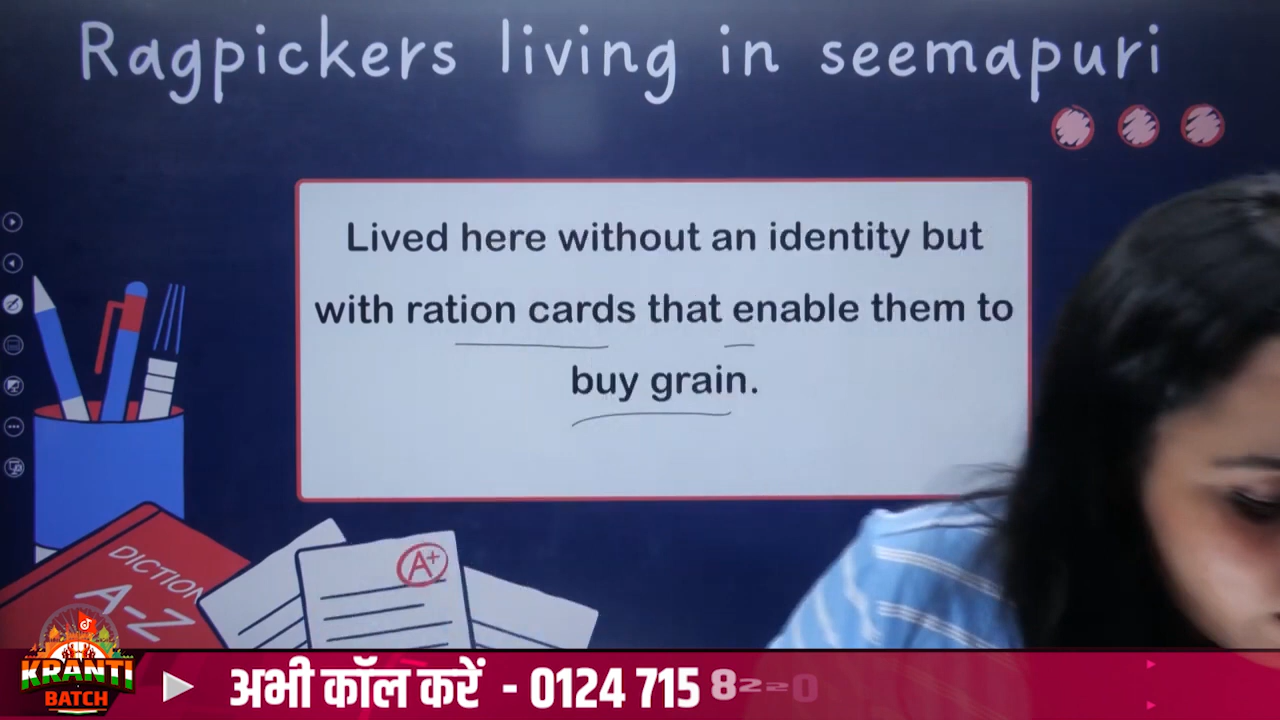 Ragpickers living in seemapuri
Lived here without an identity but
with ration cards that enable them to
buy grain.
A+
DICTION
A-Z
KRANTI
BATCH
अभी कॉल करें - 0124 715